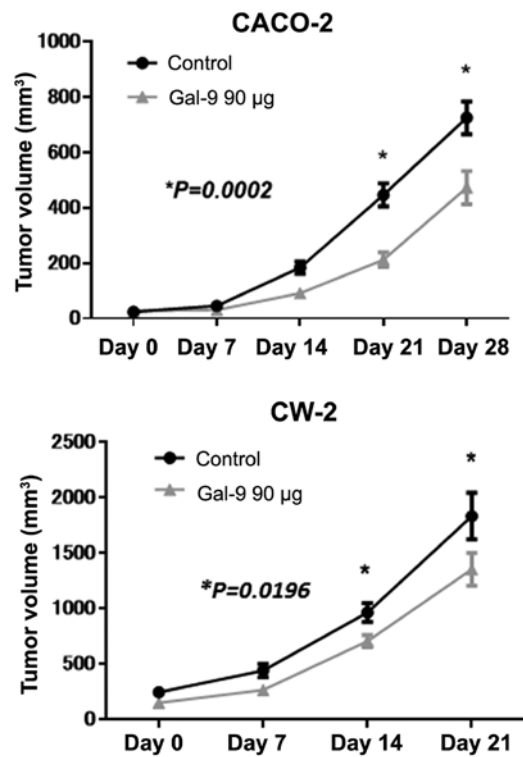 CACO-2
Tumor volume (mm³)
1000
800
600
400
200
0
Control
Gal-9 90 µg
*P=0.0002
*
*
Day 0 Day 7 Day 14 Day 21 Day 28
CW-2
Tumor volume (mm³)
2500
2000
1500
1000
500
0
Control
Gal-9 90 µg
*P=0.0196
*
*
Day 0 Day 7 Day 14 Day 21